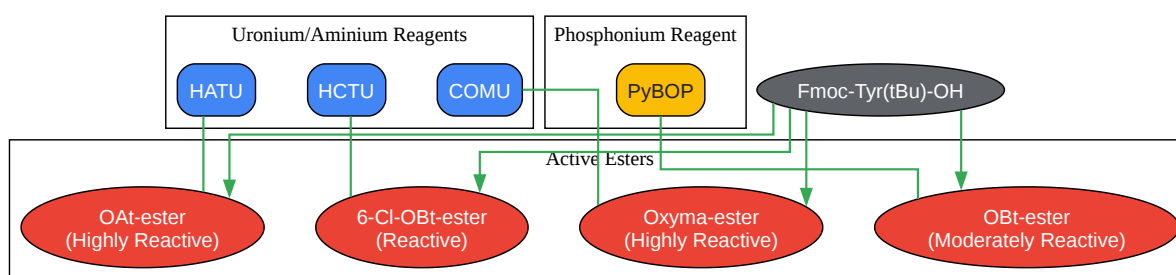 Uronium/Aminium Reagents
Phosphonium Reagent
HATU
HCTU
COMU
PyBOP
Fmoc-Tyr(tBu)-OH
Active Esters
OAt-ester
(Highly Reactive)
6-Cl-OBt-ester
(Reactive)
Oxyma-ester
(Highly Reactive)
OBt-ester
(Moderately Reactive)